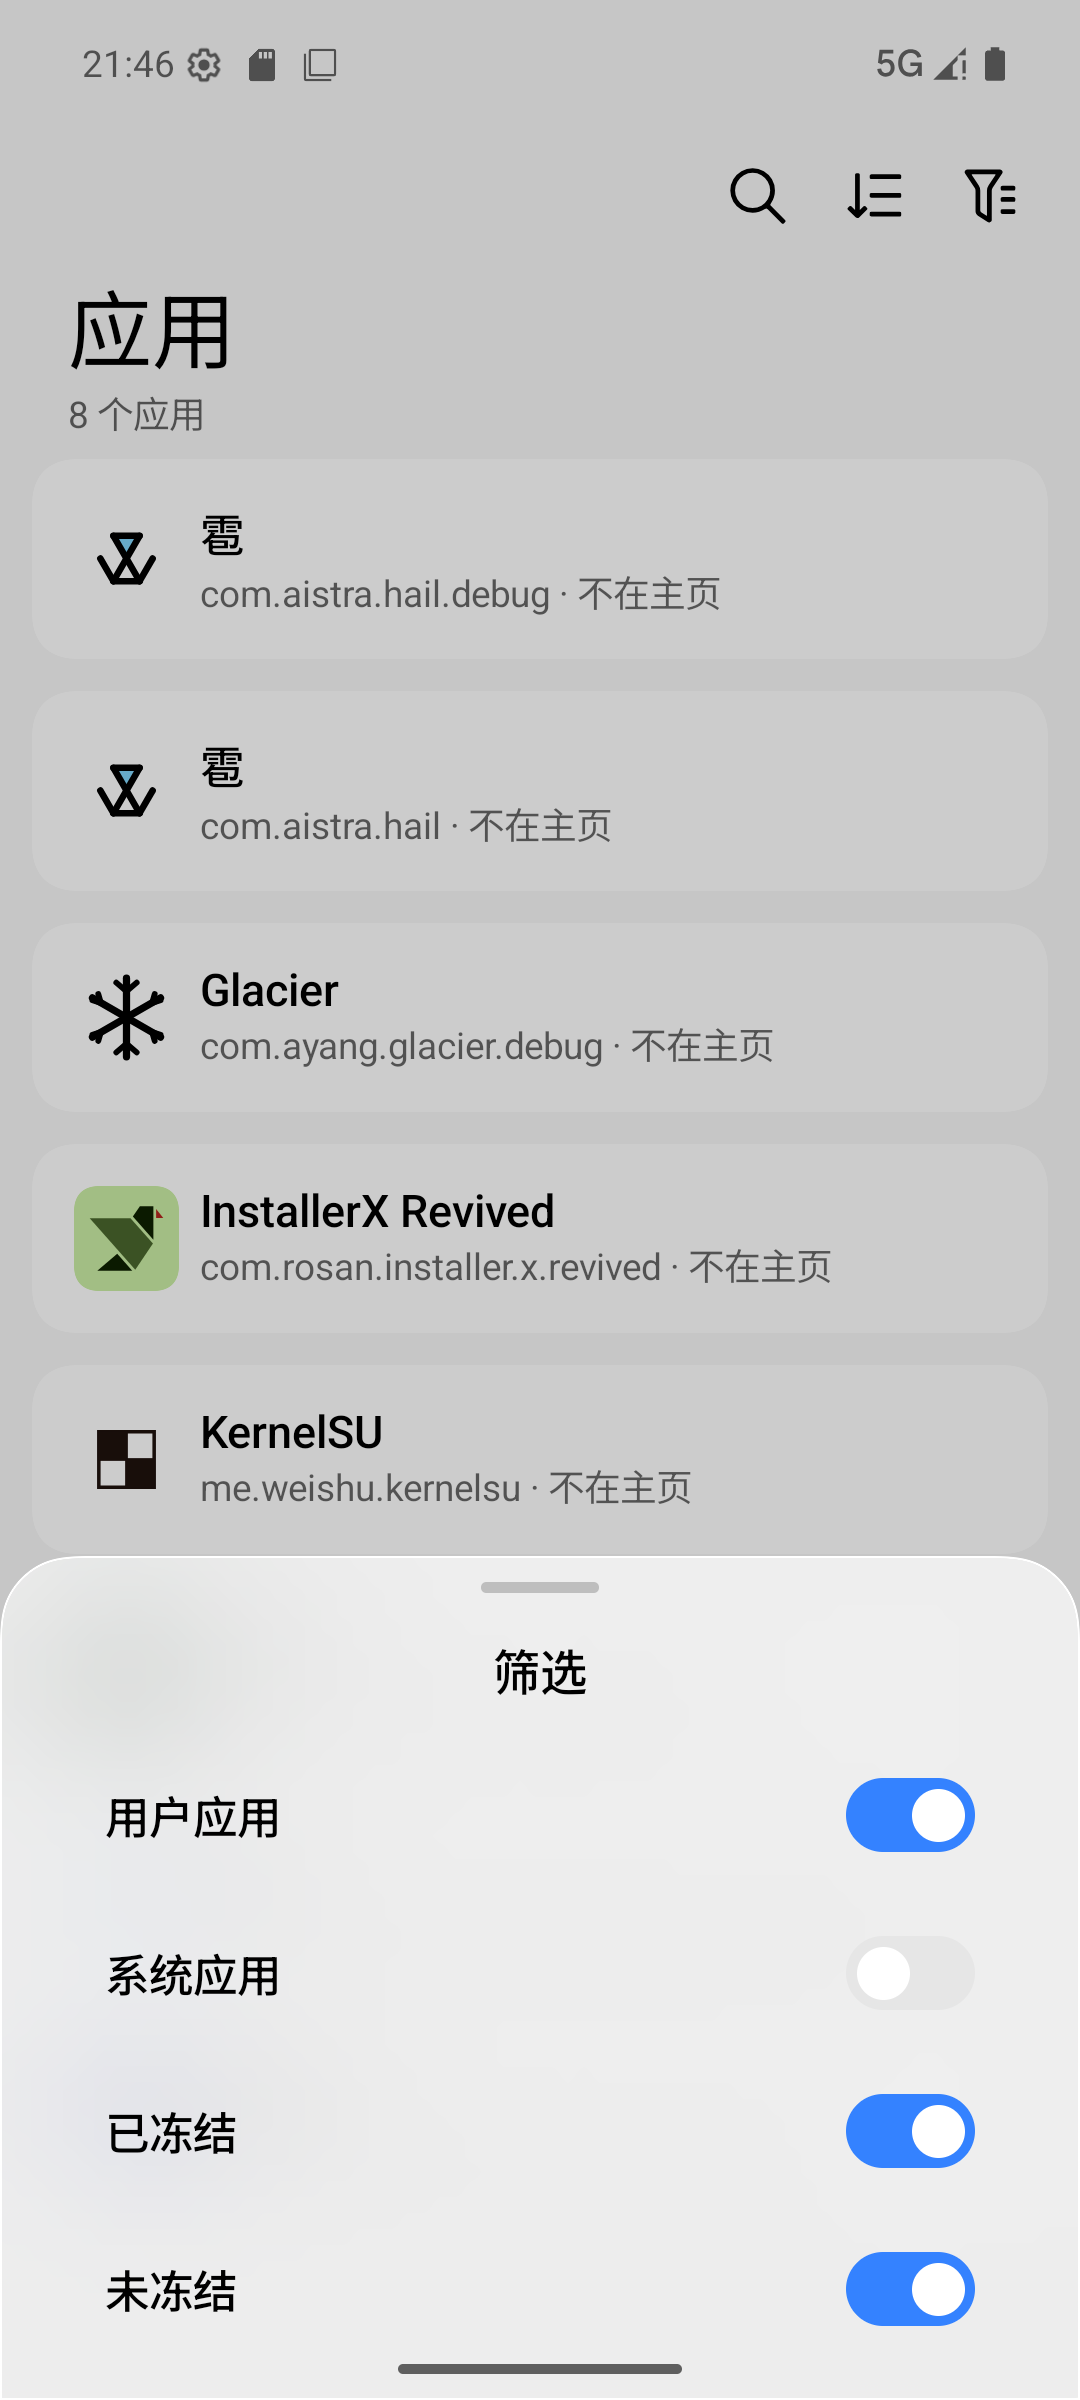 21:46
5G
应用
8 个应用
雹
com.aistra.hail.debug · 不在主页
雹
com.aistra.hail · 不在主页
Glacier
com.ayang.glacier.debug · 不在主页
InstallerX Revived
com.rosan.installer.x.revived · 不在主页
KernelSU
me.weishu.kernelsu · 不在主页
筛选
用户应用
系统应用
已冻结
未冻结